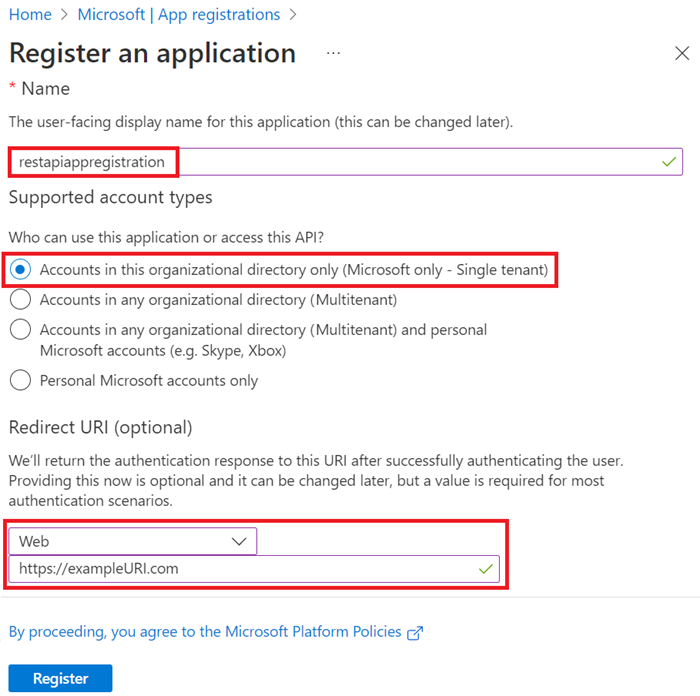 Home > Microsoft | App registrations >
Register an application ...
* Name
The user-facing display name for this application (this can be changed later).
restapiappregistration
Supported account types
Who can use this application or access this API?
Accounts in this organizational directory only (Microsoft only - Single tenant)
Accounts in any organizational directory (Multitenant)
Accounts in any organizational directory (Multitenant) and personal
Microsoft accounts (e.g. Skype, Xbox)
Personal Microsoft accounts only
Redirect URI (optional)
We'll return the authentication response to this URI after successfully authenticating the user.
Providing this now is optional and it can be changed later, but a value is required for most
authentication scenarios.
Web
https://exampleURI.com
By proceeding, you agree to the Microsoft Platform Policies
Register